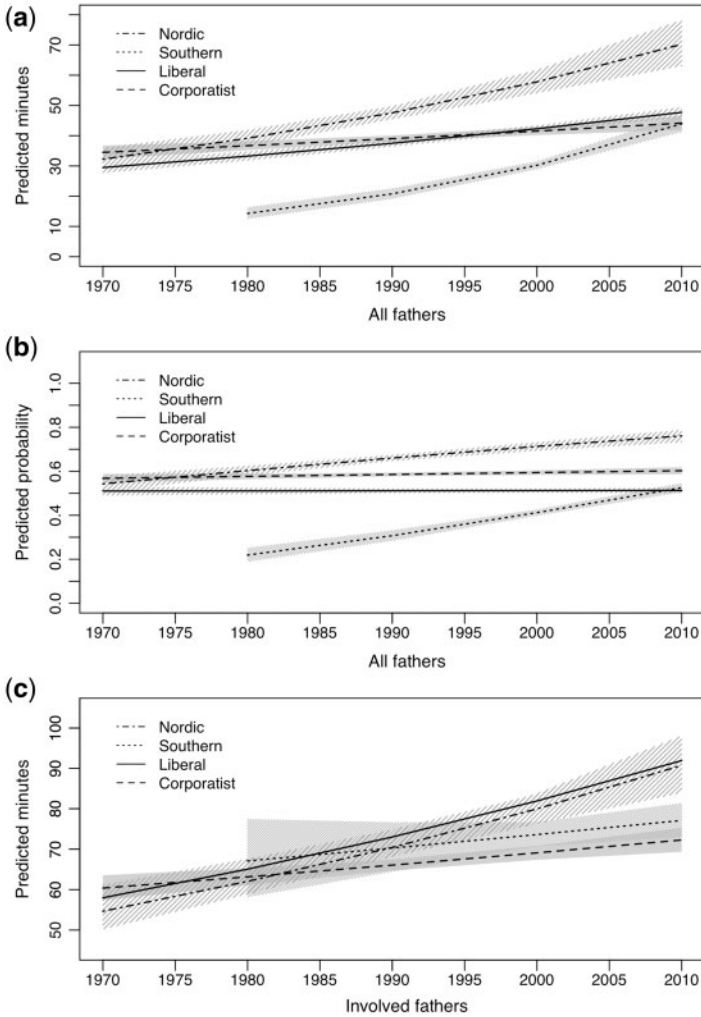 (a)
Nordic
Southern
Liberal
Corporatist
Predicted minutes
70
50
30
10
0
1970 1975 1980 1985 1990 1995 2000 2005 2010
All fathers
(b)
Nordic
Southern
Liberal
Corporatist
Predicted probability
1.0
0.8
0.6
0.4
0.2
0.0
1970 1975 1980 1985 1990 1995 2000 2005 2010
All fathers
(c)
Nordic
Southern
Liberal
Corporatist
Predicted minutes
100
90
80
70
60
50
1970 1975 1980 1985 1990 1995 2000 2005 2010
Involved fathers